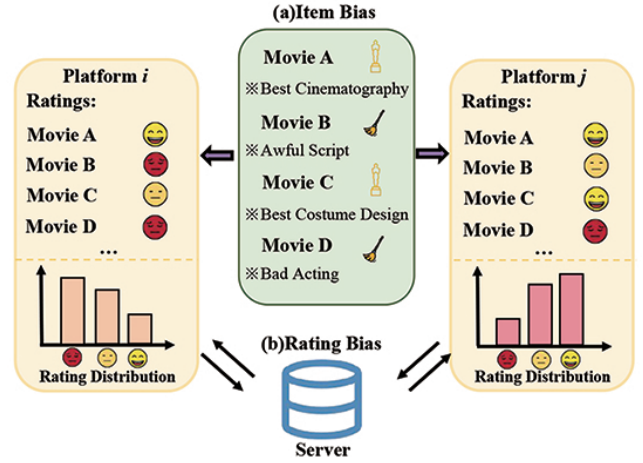 (a)Item Bias
Platform i
Ratings:
Movie A
Movie B
Movie C
Movie D
...
Rating Distribution
Movie A
※Best Cinematography
Movie B
※Awful Script
Movie C
※Best Costume Design
Movie D
※Bad Acting
Platform j
Ratings:
Movie A
Movie B
Movie C
Movie D
...
Rating Distribution
(b)Rating Bias
Server